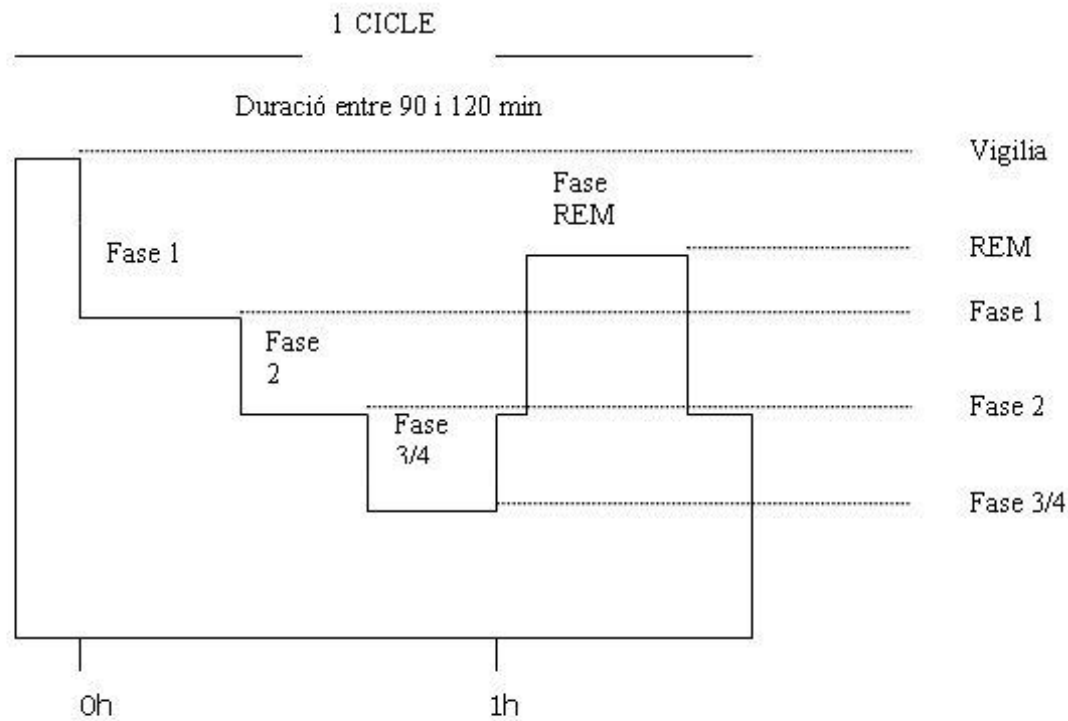 1 CICLE
Duració entre 90 i 120 min
Vigilia
Fase
REM
REM
Fase 1
Fase 1
Fase
2
Fase 2
Fase
3/4
Fase 3/4
0h
1h